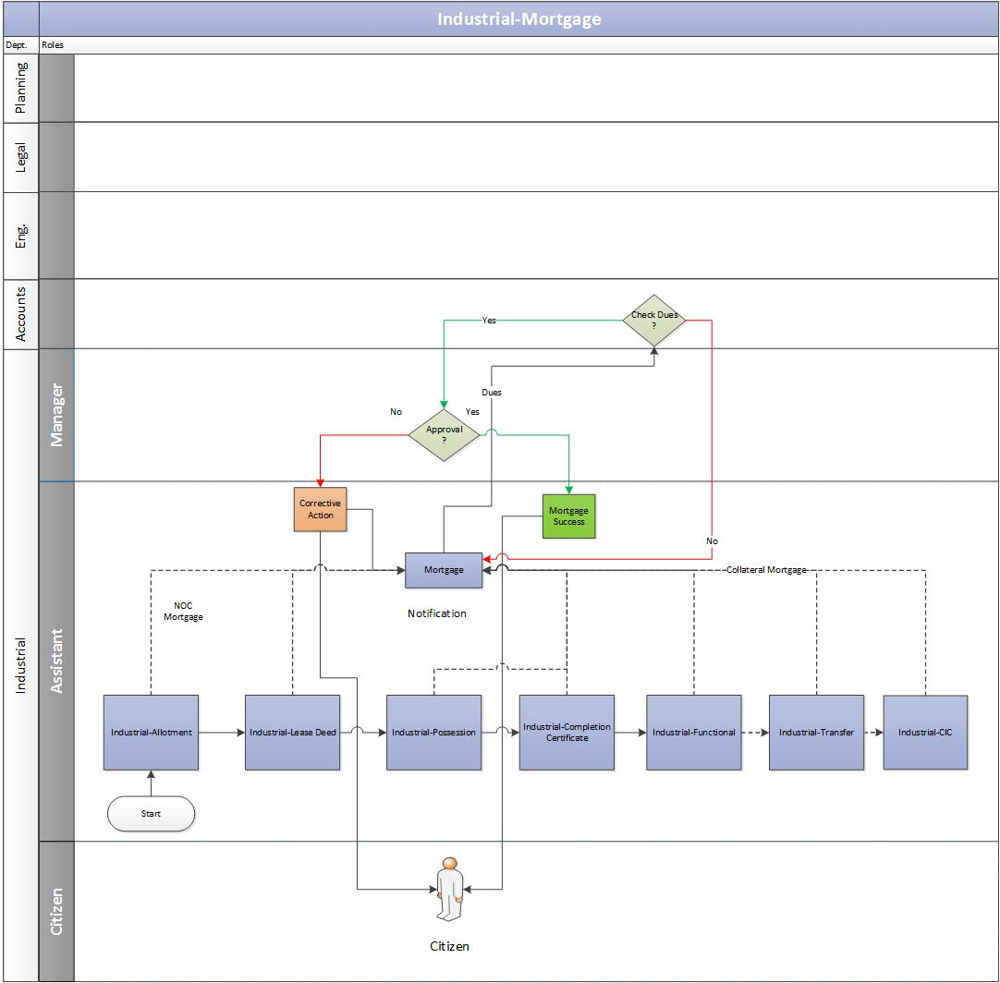 Industrial-Mortgage
Dept.
Roles
Planning
Legal
Eng.
Accounts
Check Dues
?
Yes
Manager
Dues
No
Yes
Approval
?
Corrective
Action
Mortgage
Success
No
Mortgage
Collateral Mortgage
NOC
Mortgage
Notification
Industrial
Assistant
Industrial-Allotment
Industrial-Lease Deed
Industrial-Possession
Industrial-Completion
Certificate
Industrial-Functional
Industrial-Transfer
Industrial-CIC
Start
Citizen
Citizen